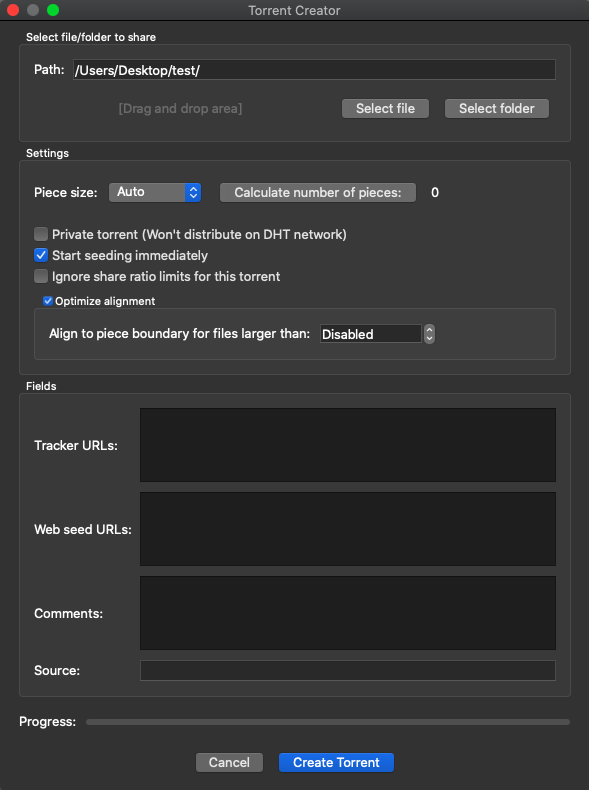 Torrent Creator
Select file/folder to share
Path: /Users/Desktop/test/
[Drag and drop area] Select file Select folder
Settings
Piece size: Auto Calculate number of pieces: 0
Private torrent (Won't distribute on DHT network)
Start seeding immediately
Ignore share ratio limits for this torrent
Optimize alignment
Align to piece boundary for files larger than: Disabled
Fields
Tracker URLs:
Web seed URLs:
Comments:
Source:
Progress:
Cancel Create Torrent